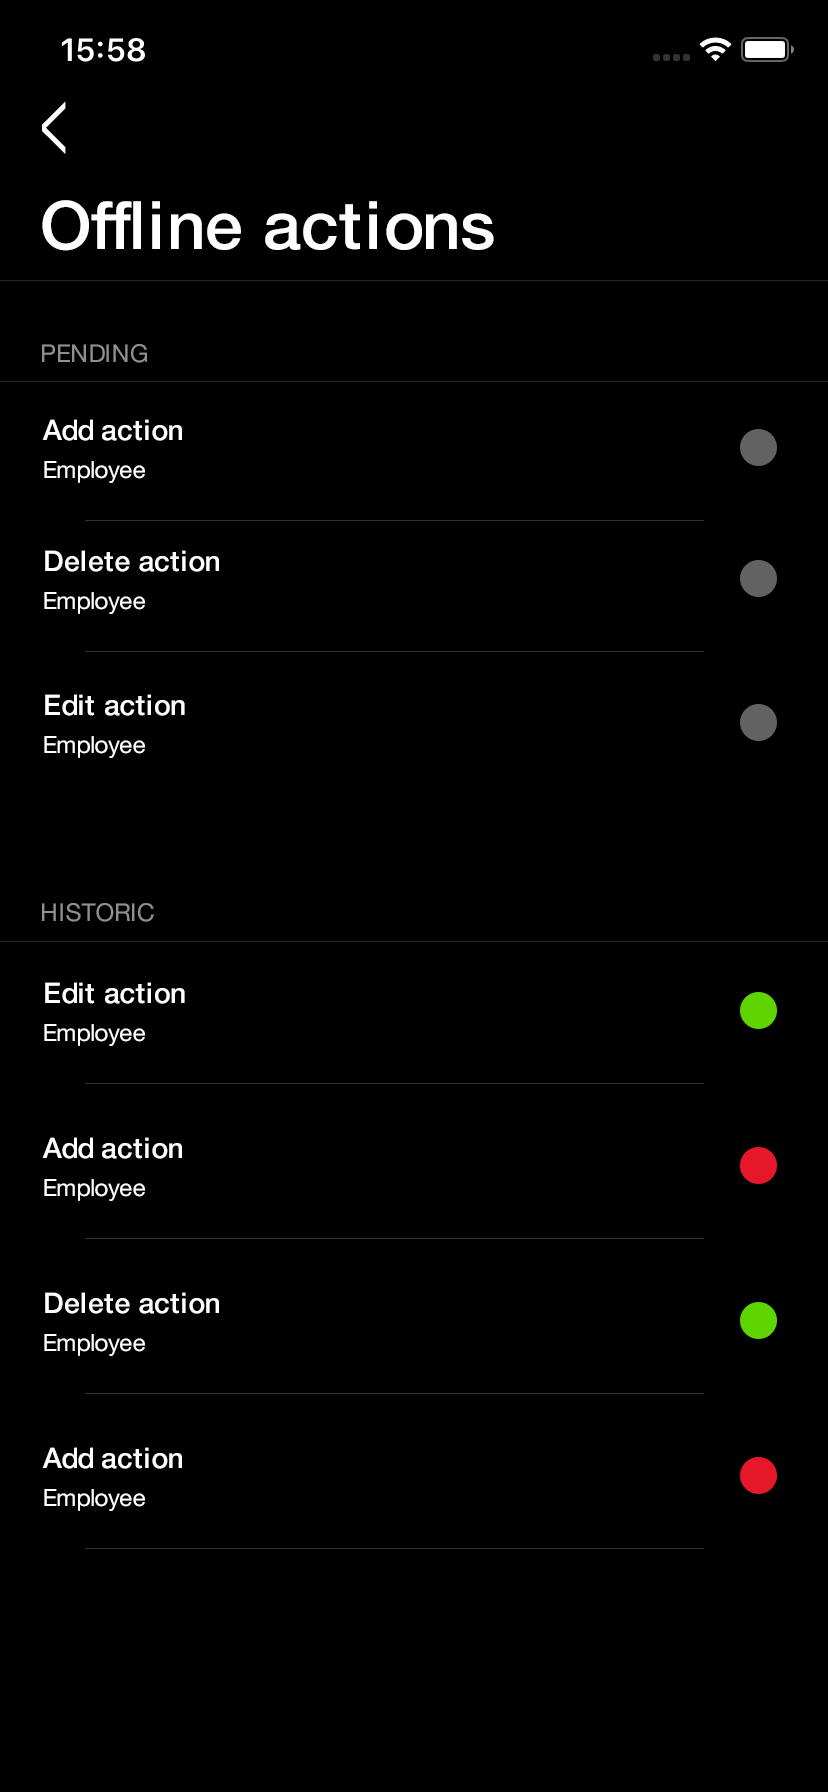 15:58
Offline actions
PENDING
Add action
Employee
Delete action
Employee
Edit action
Employee
HISTORIC
Edit action
Employee
Add action
Employee
Delete action
Employee
Add action
Employee